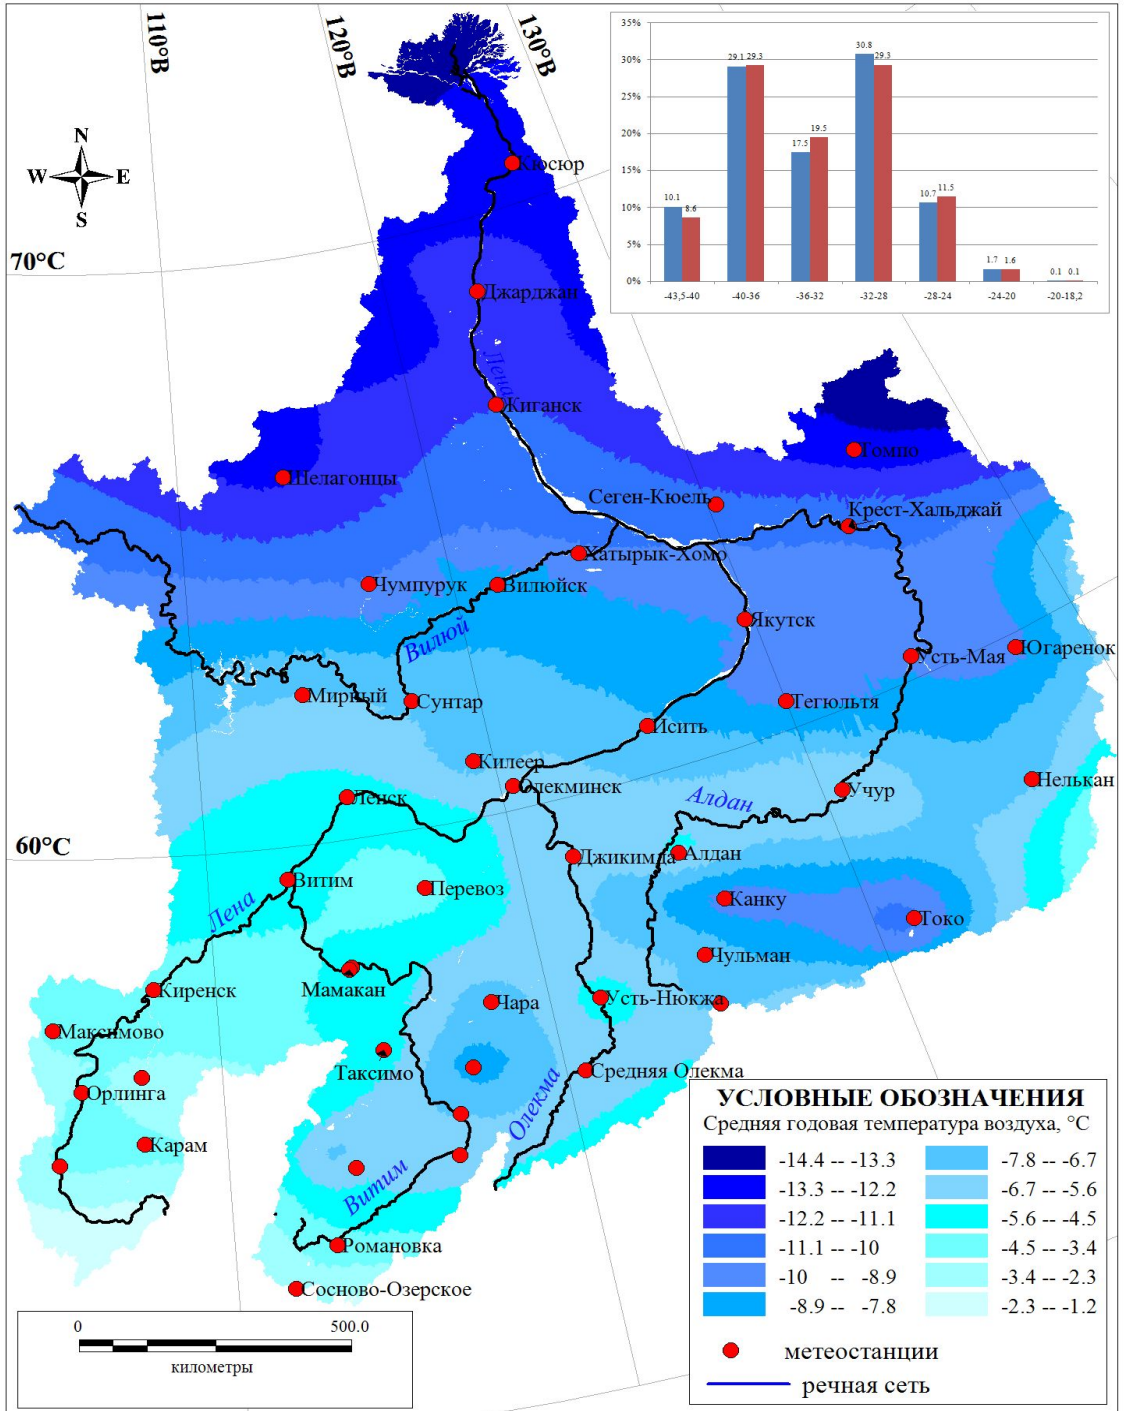 110°В
120°В
130°В
N
W E
S
70°С
60°С
35%
30%
25%
20%
15%
10%
5%
0%
10.1 8.6
29.1 29.3
17.5 19.5
30.8 29.3
10.7 11.5
1.7 1.6
0.1 0.1
-43,5-40 -40-36 -36-32 -32-28 -28-24 -24-20 -20-18,2
Кюсюр
Джарджан
Лена
Жиганск
Шелагонцы
Томпо
Сеген-Кюель
Крест-Хальджай
Хатырык-Хомо
Чумпурук
Вилюйск
Вилюй
Якутск
Усть-Мая
Югаренок
Мирный
Сунтар
Тегюльтя
Исить
Килеер
Олекминск
Нелькан
Ленск
Алдан
Учур
Джикимда
Алдан
Витим
Перевоз
Лена
Канку
Токо
Чульман
Мамакан
Киренск
Чара
Усть-Нюкжа
Максимово
Таксимо
Средняя Олекма
Орлинга
Олекма
Карам
Витим
Романовка
Сосново-Озерское
0 500.0
километры
УСЛОВНЫЕ ОБОЗНАЧЕНИЯ
Средняя годовая температура воздуха, °С
-14.4 -- -13.3 -7.8 -- -6.7
-13.3 -- -12.2 -6.7 -- -5.6
-12.2 -- -11.1 -5.6 -- -4.5
-11.1 -- -10 -4.5 -- -3.4
-10 -- -8.9 -3.4 -- -2.3
-8.9 -- -7.8 -2.3 -- -1.2
метеостанции
речная сеть